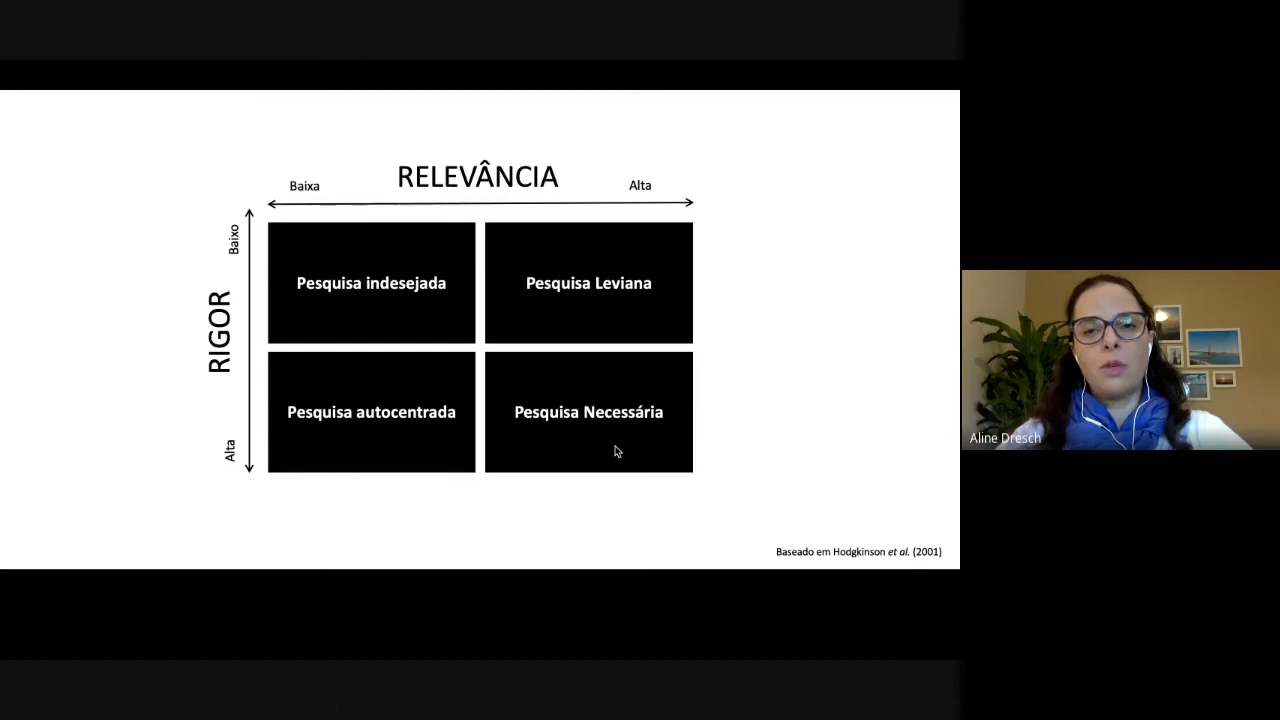 RELEVÂNCIA
Baixa
Alta
RIGOR
Baixo
Alta
Pesquisa indesejada
Pesquisa Leviana
Pesquisa autocentrada
Pesquisa Necessária
Baseado em Hodgkinson et al. (2001)
Aline Dresch